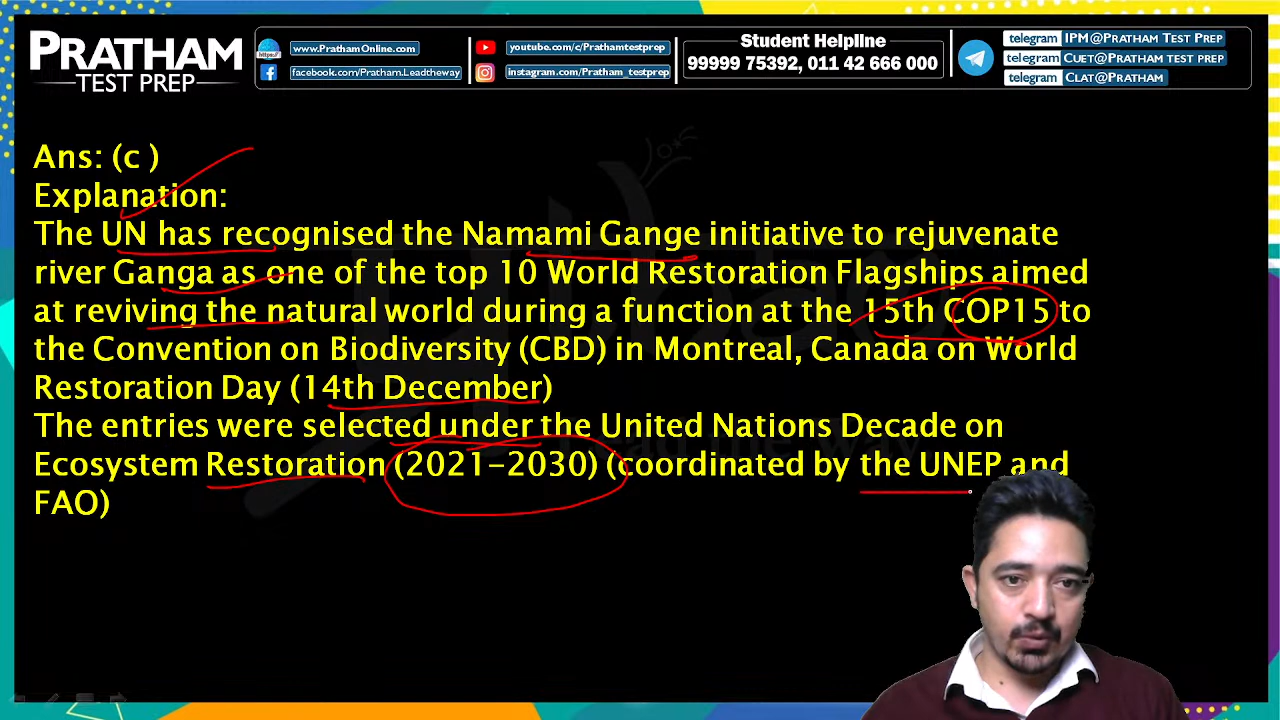 PRATHAM
TEST PREP
https://
www.PrathamOnline.com
facebook.com/Pratham.Leadtheway
youtube.com/c/Prathamtestprep
instagram.com/Pratham_testprep
Student Helpline
99999 75392, 011 42 666 000
telegram IPM@PRATHAM TEST PREP
telegram CUET@PRATHAM TEST PREP
telegram CLAT@PRATHAM
Ans: (c )
Explanation:
The UN has recognised the Namami Gange initiative to rejuvenate
river Ganga as one of the top 10 World Restoration Flagships aimed
at reviving the natural world during a function at the 15th COP15 to
the Convention on Biodiversity (CBD) in Montreal, Canada on World
Restoration Day (14th December)
The entries were selected under the United Nations Decade on
Ecosystem Restoration (2021-2030) (coordinated by the UNEP and
FAO)